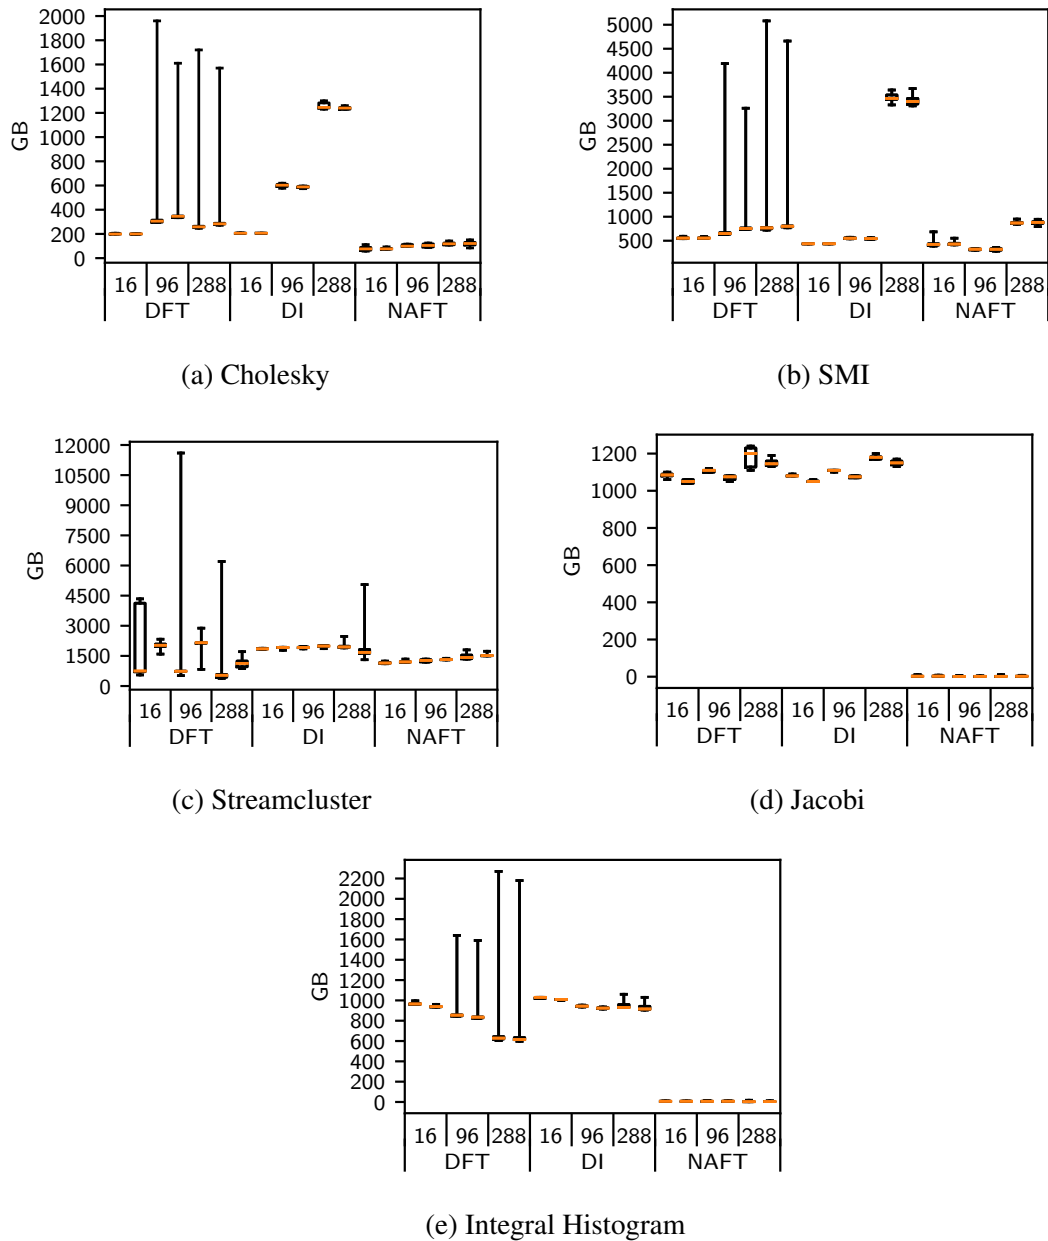 2000
1800
1600
1400
1200
1000
800
600
400
200
0
GB
16 96 288
DFT DI NAFT
(a) Cholesky
5000
4500
4000
3500
3000
2500
2000
1500
1000
500
GB
16 96 288 16 96 288 16 96 288
DFT DI NAFT
(b) SMI
12000
10500
9000
7500
6000
4500
3000
1500
0
GB
16 96 288 16 96 288 16 96 288
DFT DI NAFT
(c) Streamcluster
1200
1000
800
600
400
200
0
GB
16 96 288 16 96 288 16 96 288
DFT DI NAFT
(d) Jacobi
2200
2000
1800
1600
1400
1200
1000
800
600
400
200
0
GB
16 96 288 16 96 288 16 96 288
DFT DI NAFT
(e) Integral Histogram